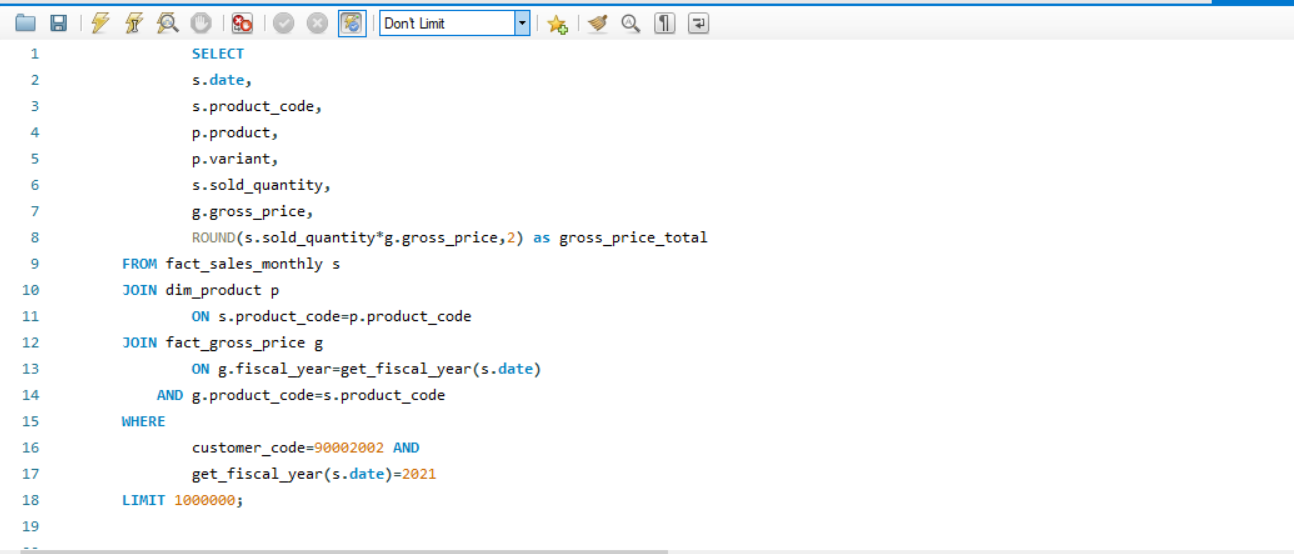 Don't Limit
1 SELECT
2 s.date,
3 s.product_code,
4 p.product,
5 p.variant,
6 s.sold_quantity,
7 g.gross_price,
8 ROUND(s.sold_quantity*g.gross_price,2) as gross_price_total
9 FROM fact_sales_monthly s
10 JOIN dim_product p
11 ON s.product_code=p.product_code
12 JOIN fact_gross_price g
13 ON g.fiscal_year=get_fiscal_year(s.date)
14 AND g.product_code=s.product_code
15 WHERE
16 customer_code=90002002 AND
17 get_fiscal_year(s.date)=2021
18 LIMIT 1000000;
19